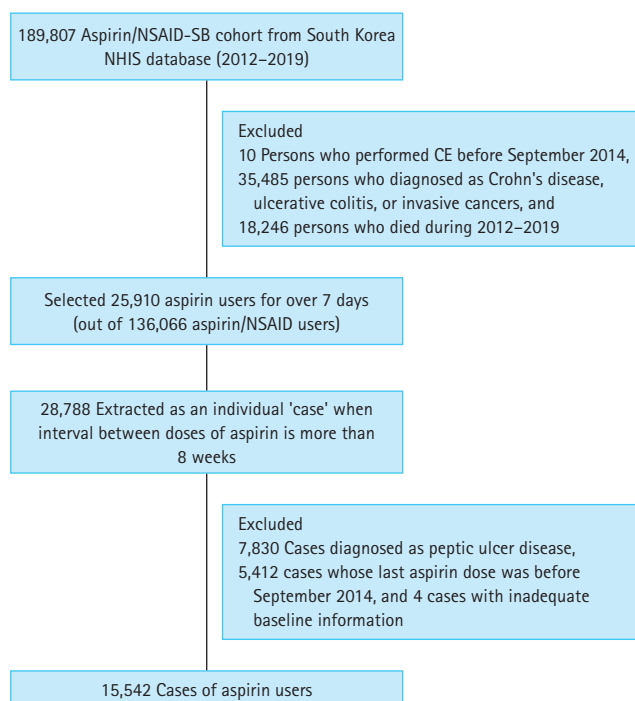 189,807 Aspirin/NSAID-SB cohort from South Korea
NHIS database (2012–2019)
Excluded
10 Persons who performed CE before September 2014,
35,485 persons who diagnosed as Crohn's disease,
ulcerative colitis, or invasive cancers, and
18,246 persons who died during 2012–2019
Selected 25,910 aspirin users for over 7 days
(out of 136,066 aspirin/NSAID users)
28,788 Extracted as an individual 'case' when
interval between doses of aspirin is more than
8 weeks
Excluded
7,830 Cases diagnosed as peptic ulcer disease,
5,412 cases whose last aspirin dose was before
September 2014, and 4 cases with inadequate
baseline information
15,542 Cases of aspirin users